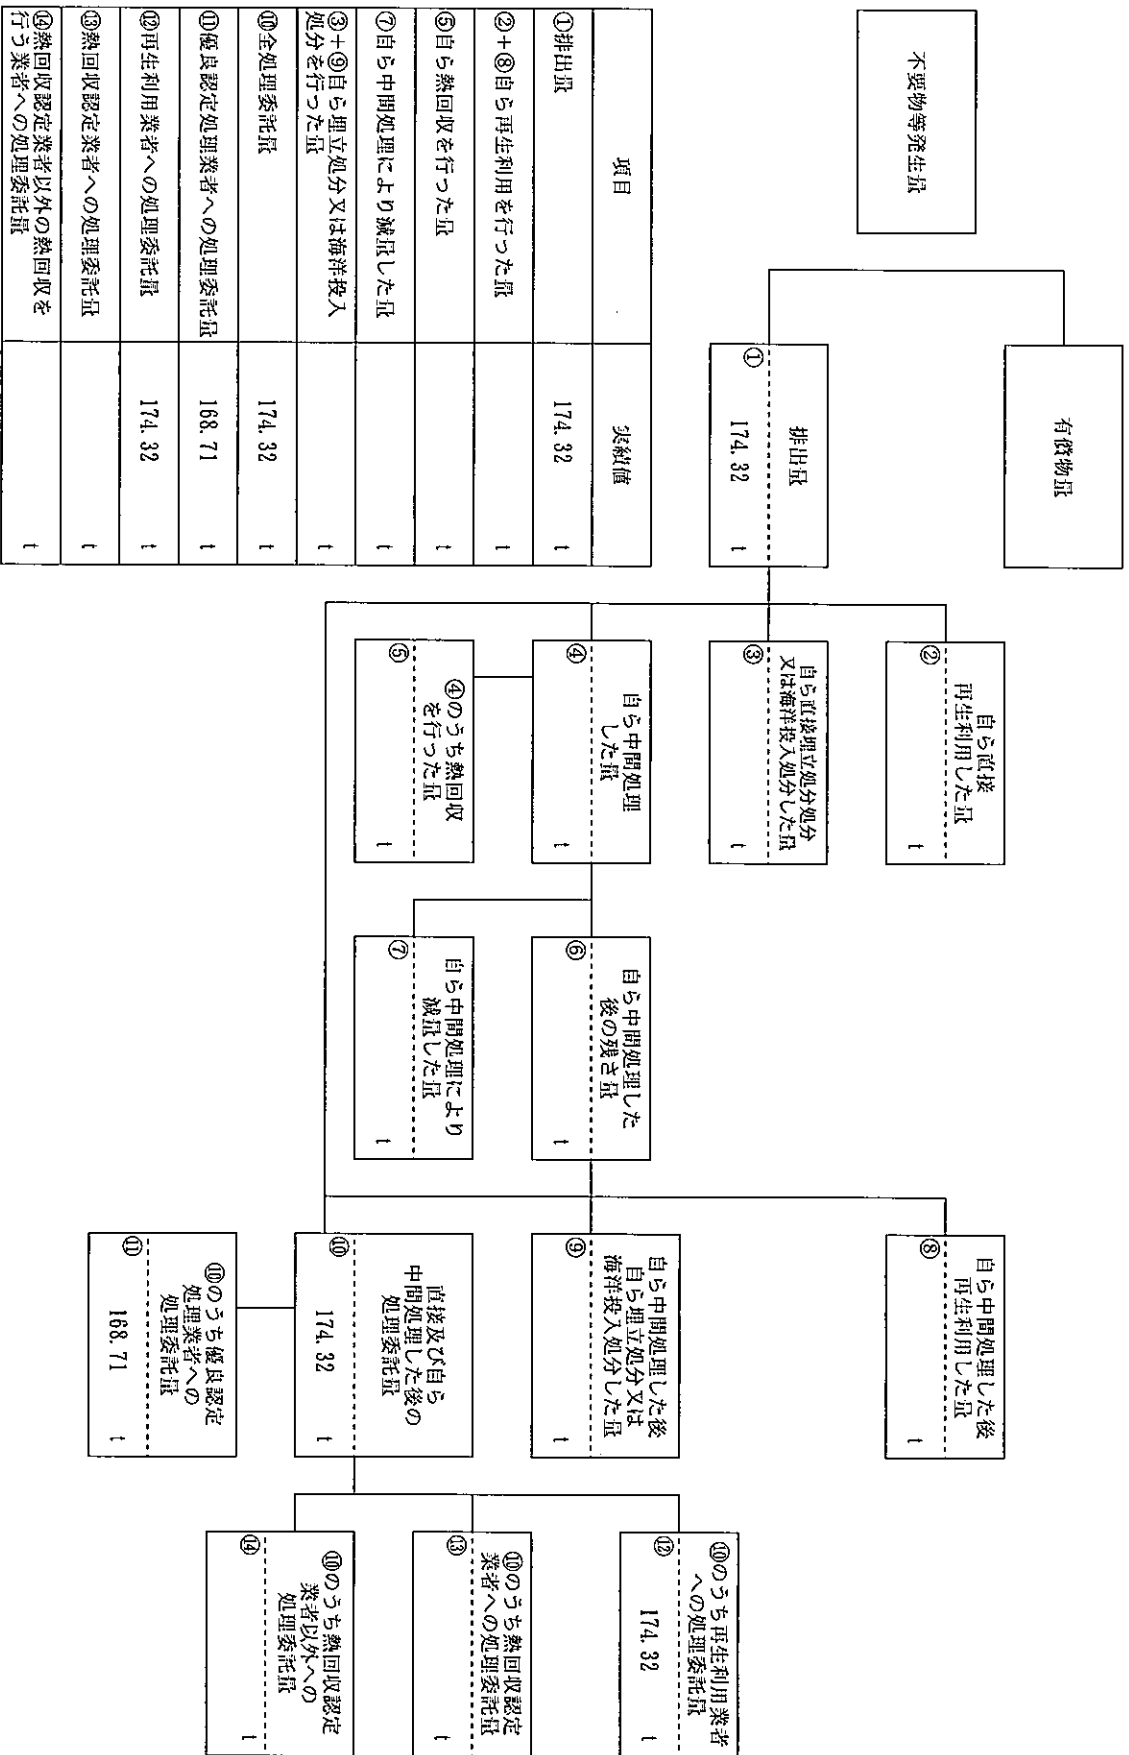 有償物量
不要物等発生量
排出量
①
174.32 t
自ら直接
再生利用した量
② t
自ら直接埋立処分処分
又は海洋投入処分した量
③ t
自ら中間処理
した量
④ t
④のうち熱回収
を行った量
⑤ t
自ら中間処理した
後の残さ量
⑥ t
自ら中間処理により
減量した量
⑦ t
自ら中間処理した後
再生利用した量
⑧ t
自ら中間処理した後
自ら埋立処分又は
海洋投入処分した量
⑨ t
直接及び自ら
中間処理した後の
処理委託量
⑩
174.32 t
⑩のうち優良認定
処理業者への
処理委託量
⑪
168.71 t
⑩のうち再生利用業者
への処理委託量
⑫
174.32 t
⑩のうち熱回収認定
業者への処理委託量
⑬ t
⑩のうち熱回収認定
業者以外への
処理委託量
⑭ t
項目 実績値
①排出量 174.32 t
②+⑧自ら再生利用を行った量 t
⑤自ら熱回収を行った量 t
⑦自ら中間処理により減量した量 t
③+⑨自ら埋立処分又は海洋投入
処分を行った量 t
⑩全処理委託量 174.32 t
⑪優良認定処理業者への処理委託量 168.71 t
⑫再生利用業者への処理委託量 174.32 t
⑬熱回収認定業者への処理委託量 t
⑭熱回収認定業者以外の熱回収を
行う業者への処理委託量 t